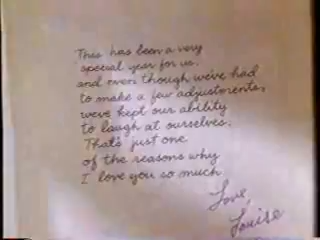 This has been a very
special year for us.
and even though we've had
to make a few adjustments,
we've kept our ability
to laugh at ourselves.
That's just one
of the reasons why
I love you so much.
Love,
Louise